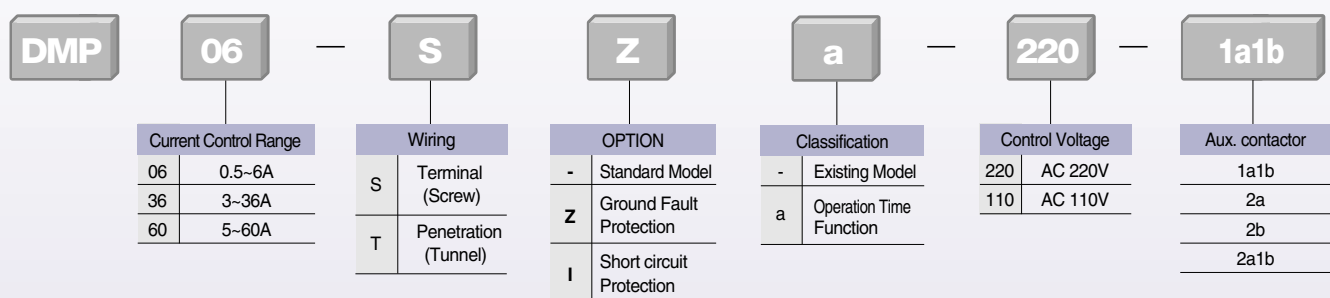 DMP 06 — S Z a — 220 — 1a1b
Current Control Range
06 0.5~6A
36 3~36A
60 5~60A
Wiring
S Terminal
(Screw)
T Penetration
(Tunnel)
OPTION
- Standard Model
Z Ground Fault
Protection
I Short circuit
Protection
Classification
- Existing Model
a Operation Time
Function
Control Voltage
220 AC 220V
110 AC 110V
Aux. contactor
1a1b
2a
2b
2a1b